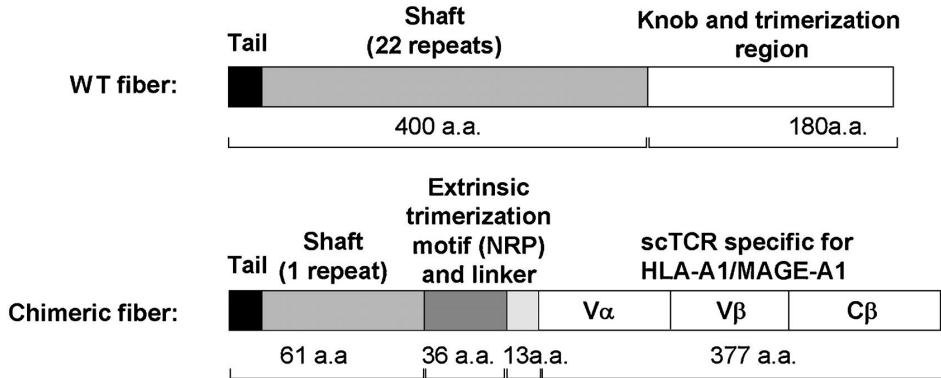 Shaft
(22 repeats)
Knob and trimerization
region
Tail
WT fiber:
400 a.a.
180a.a.
Extrinsic
trimerization
motif (NRP)
and linker
Shaft
(1 repeat)
scTCR specific for
HLA-A1/MAGE-A1
Tail
Chimeric fiber:
Vα
Vβ
Cβ
61 a.a
36 a.a.
13a.a.
377 a.a.